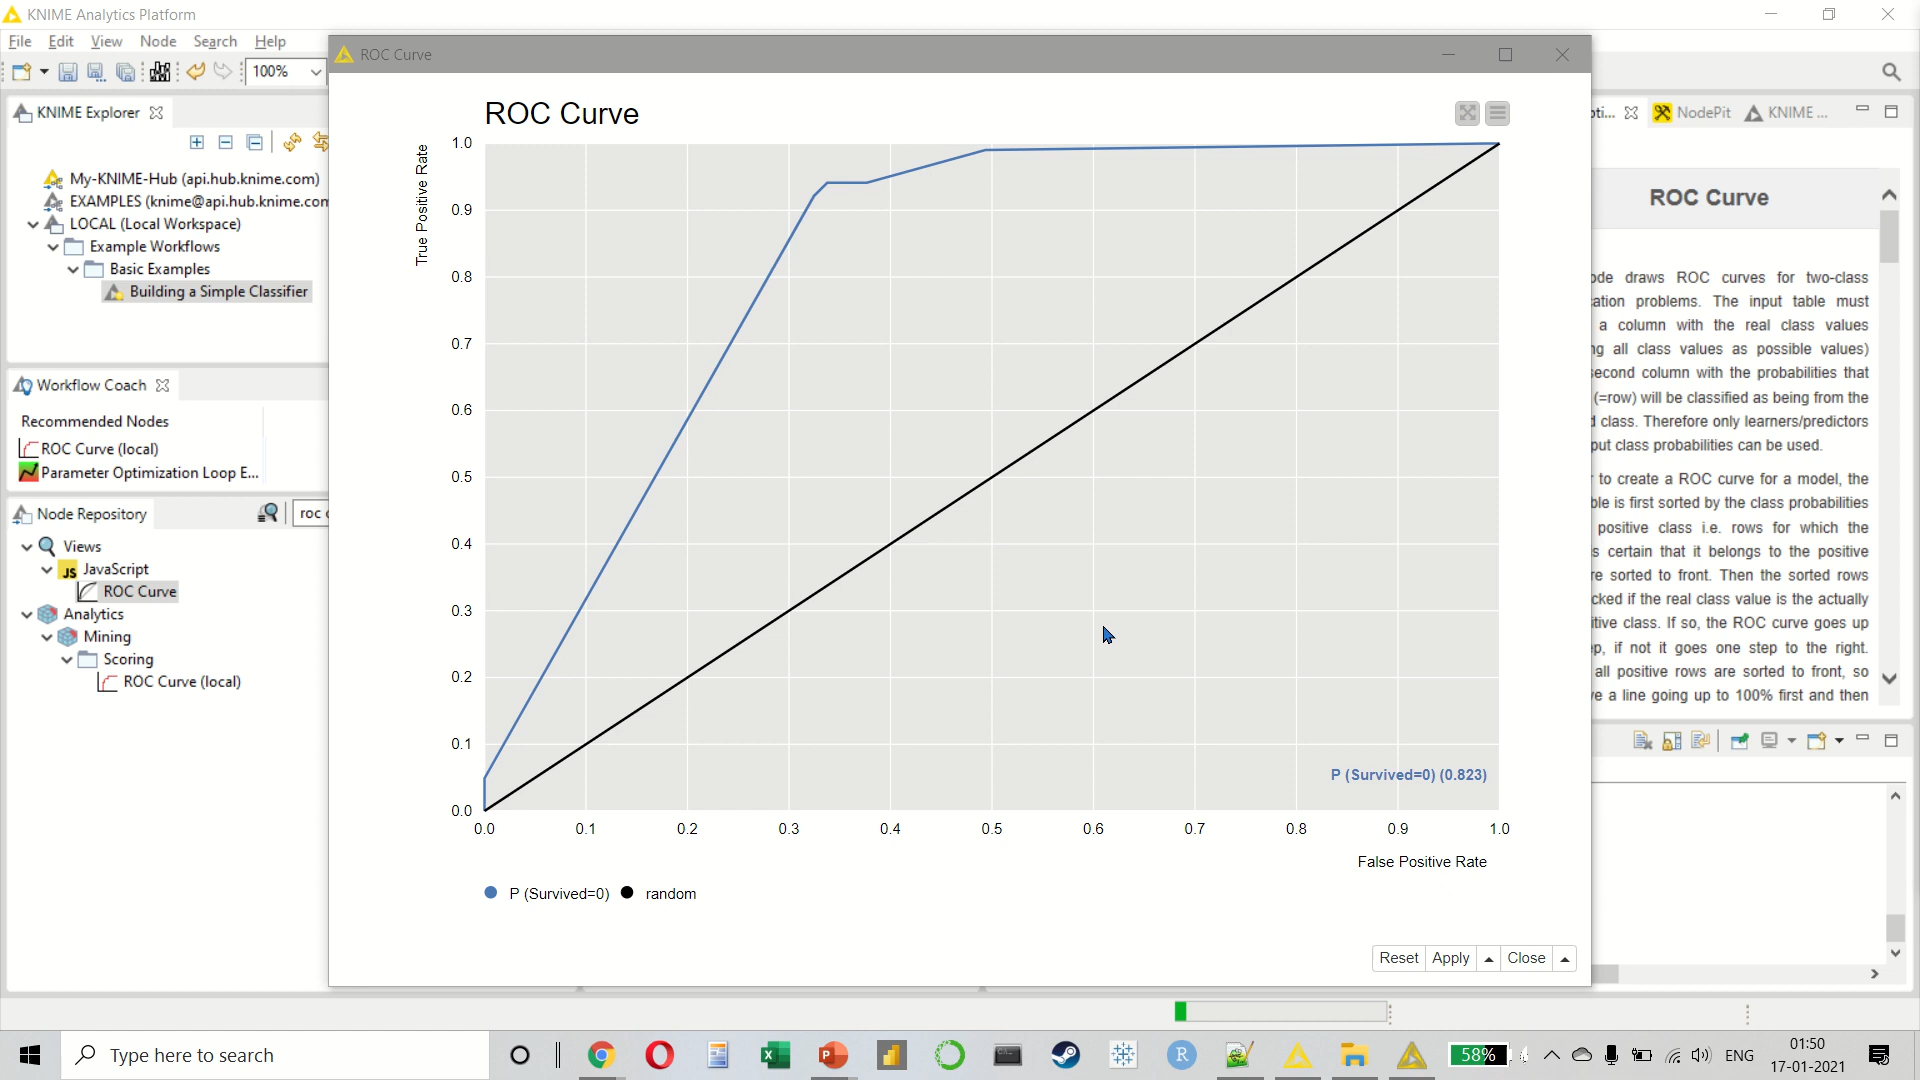 KNIME Analytics Platform
File Edit View Node Search Help
100%
KNIME Explorer
My-KNIME-Hub (api.hub.knime.com)
EXAMPLES (knime@api.hub.knime.com
LOCAL (Local Workspace)
Example Workflows
Basic Examples
Building a Simple Classifier
Workflow Coach
Recommended Nodes
ROC Curve (local)
Parameter Optimization Loop E...
Node Repository
roc
Views
JS JavaScript
ROC Curve
Analytics
Mining
Scoring
ROC Curve (local)
ROC Curve
ROC Curve
True Positive Rate
1.0
0.9
0.8
0.7
0.6
0.5
0.4
0.3
0.2
0.1
0.0
P (Survived=0) (0.823)
0.0 0.1 0.2 0.3 0.4 0.5 0.6 0.7 0.8 0.9 1.0
False Positive Rate
P (Survived=0) random
Reset Apply Close
NodePit KNIME ...
ROC Curve
draws ROC curves for two-class
problems. The input table must
a column with the real class values
all class values as possible values)
second column with the probabilities that
(=row) will be classified as being from the
class. Therefore only learners/predictors
class probabilities can be used.
to create a ROC curve for a model, the
is first sorted by the class probabilities
positive class i.e. rows for which the
certain that it belongs to the positive
sorted to front. Then the sorted rows
if the real class value is the actually
class. If so, the ROC curve goes up
if not it goes one step to the right.
all positive rows are sorted to front, so
a line going up to 100% first and then
Type here to search
58%
ENG
01:50
17-01-2021